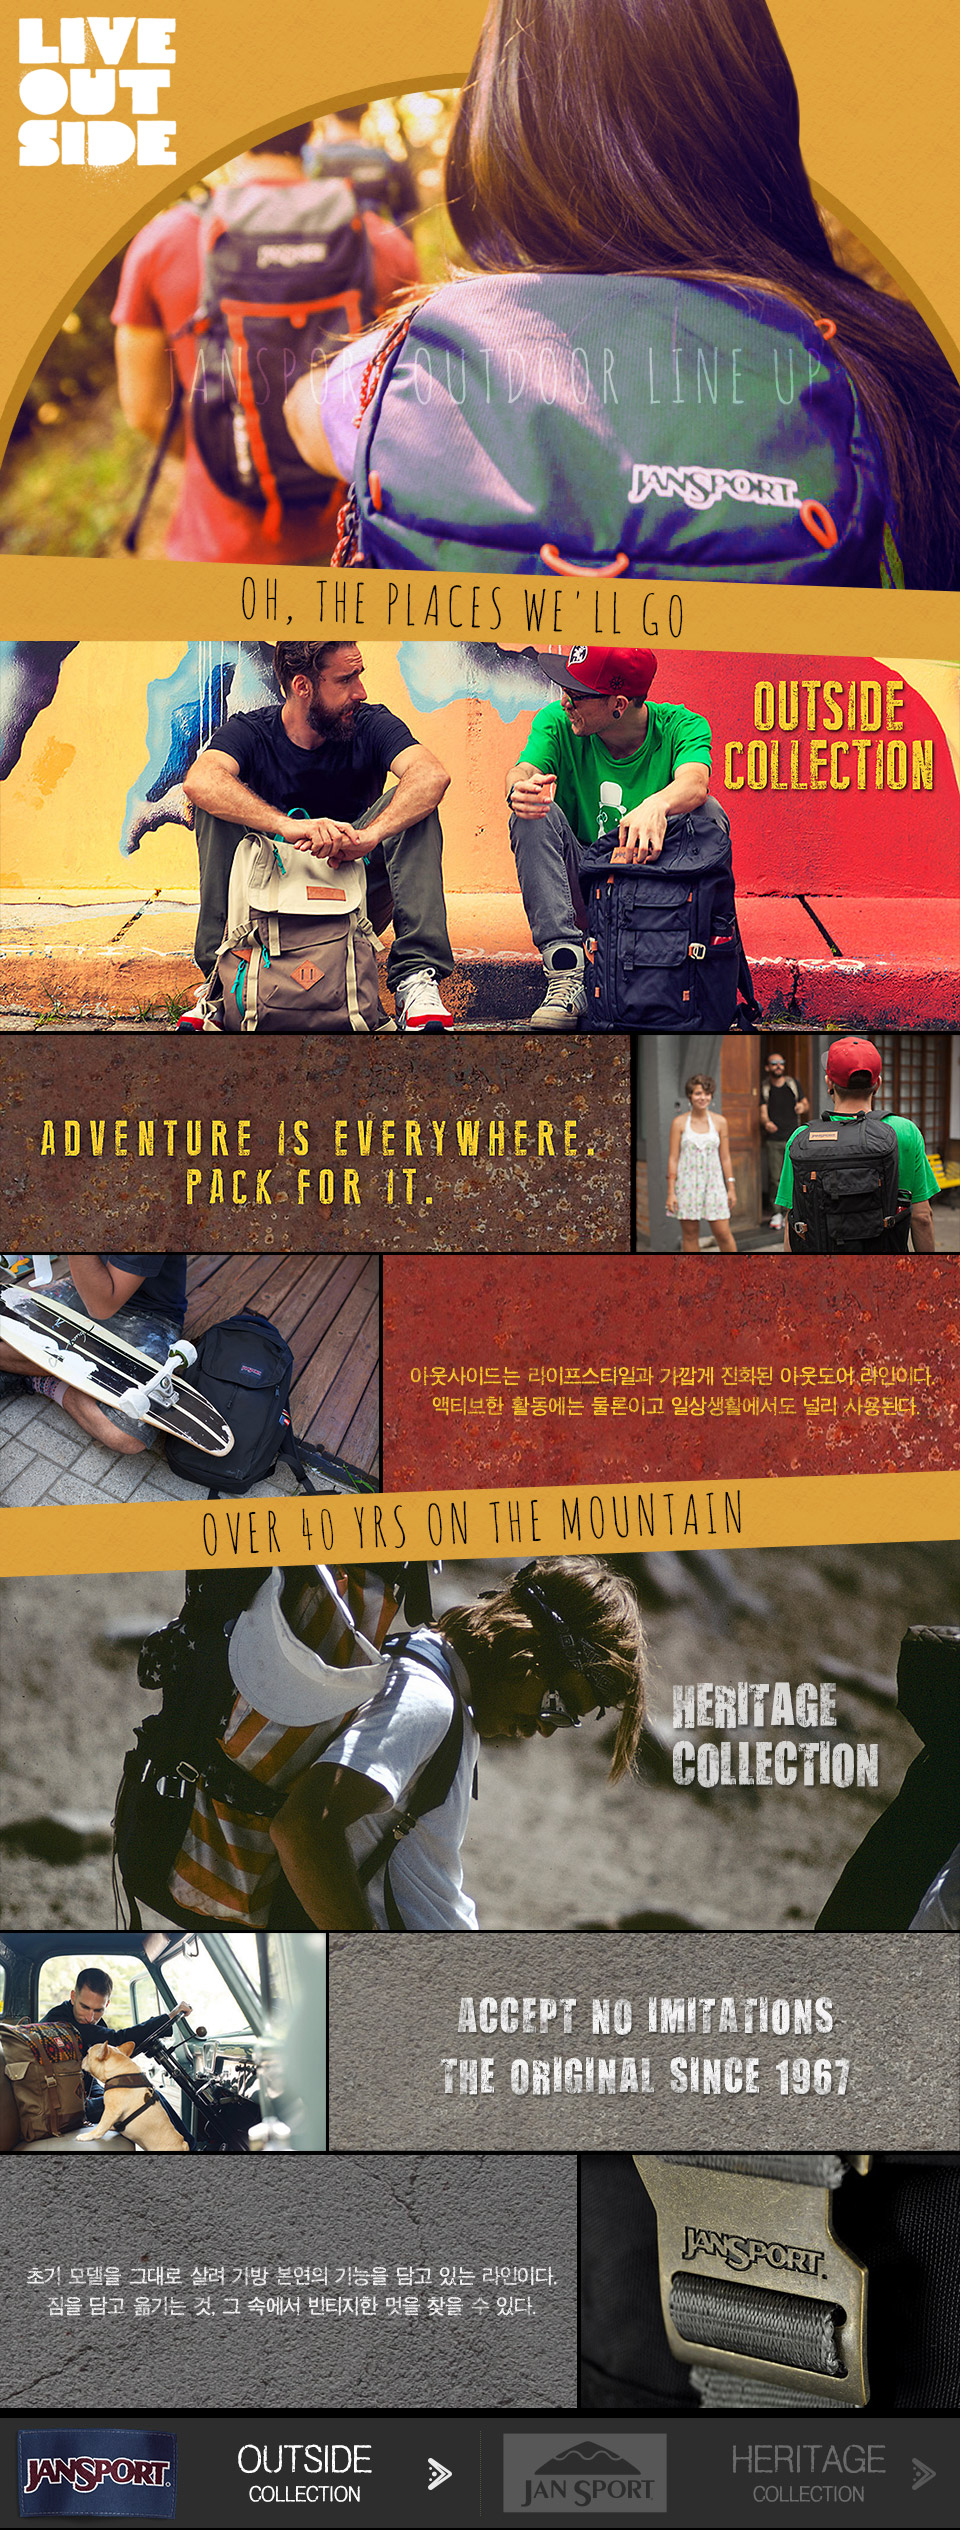 LIVE
OUT
SIDE
JANSPORT
JANSPORT OUTDOOR LINE UP
JANSPORT.
OH, THE PLACES WE'LL GO
OUTSIDE
COLLECTION
ADVENTURE IS EVERYWHERE.
PACK FOR IT.
아웃사이드는 라이프스타일과 가깝게 진화된 아웃도어 라인이다.
액티브한 활동에는 물론이고 일상생활에서도 널리 사용된다.
OVER 40 YRS ON THE MOUNTAIN
HERITAGE
COLLECTION
ACCEPT NO IMITATIONS
THE ORIGINAL SINCE 1967
초기 모델을 그대로 살려 가방 본연의 기능을 담고 있는 라인이다.
짐을 담고 옮기는 것, 그 속에서 빈티지한 멋을 찾을 수 있다.
JANSPORT.
JANSPORT.
OUTSIDE
COLLECTION
JANSPORT
HERITAGE
COLLECTION